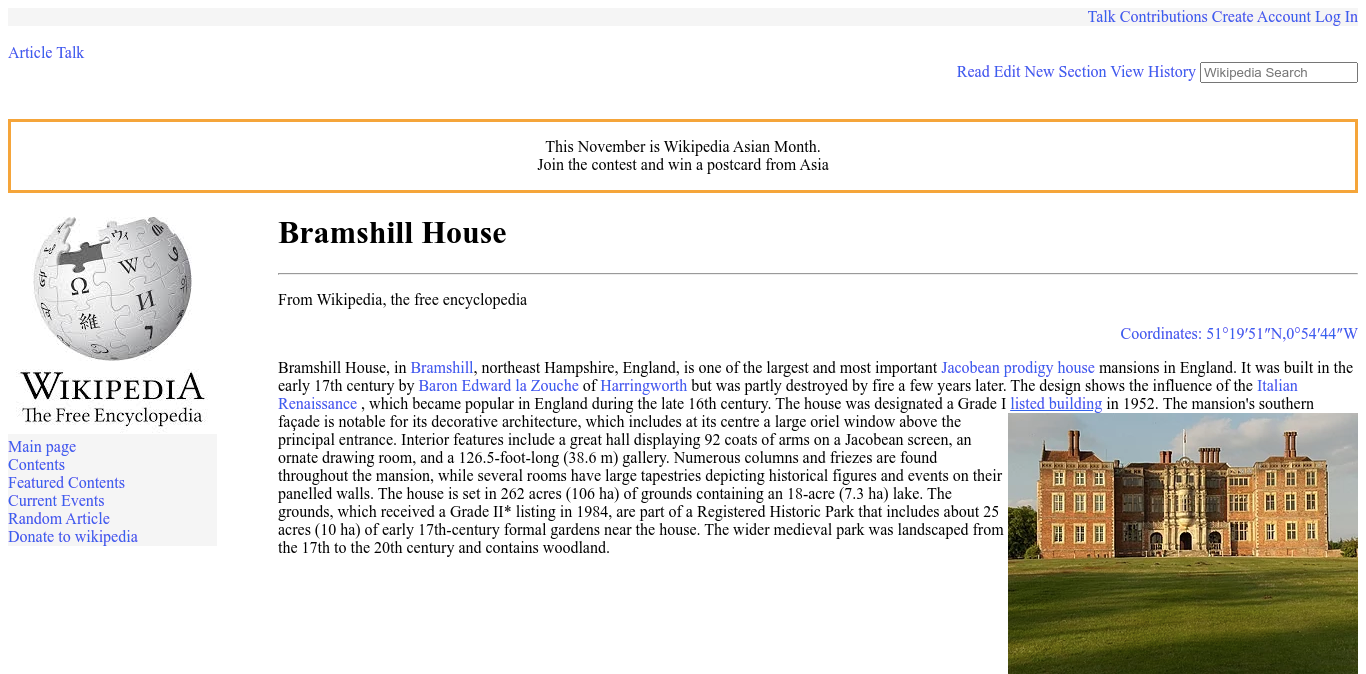 Talk Contributions Create Account Log In
Article Talk
Read Edit New Section View History Wikipedia Search
This November is Wikipedia Asian Month.
Join the contest and win a postcard from Asia
Bramshill House
From Wikipedia, the free encyclopedia
Coordinates: 51°19′51″N,0°54′44″W
Bramshill House, in Bramshill, northeast Hampshire, England, is one of the largest and most important Jacobean prodigy house mansions in England. It was built in the
early 17th century by Baron Edward la Zouche of Harringworth but was partly destroyed by fire a few years later. The design shows the influence of the Italian
Renaissance , which became popular in England during the late 16th century. The house was designated a Grade I listed building in 1952. The mansion's southern
façade is notable for its decorative architecture, which includes at its centre a large oriel window above the
principal entrance. Interior features include a great hall displaying 92 coats of arms on a Jacobean screen, an
ornate drawing room, and a 126.5-foot-long (38.6 m) gallery. Numerous columns and friezes are found
throughout the mansion, while several rooms have large tapestries depicting historical figures and events on their
panelled walls. The house is set in 262 acres (106 ha) of grounds containing an 18-acre (7.3 ha) lake. The
grounds, which received a Grade II* listing in 1984, are part of a Registered Historic Park that includes about 25
acres (10 ha) of early 17th-century formal gardens near the house. The wider medieval park was landscaped from
the 17th to the 20th century and contains woodland.
Ω W И 維 7
WIKIPEDIA
The Free Encyclopedia
Main page
Contents
Featured Contents
Current Events
Random Article
Donate to wikipedia